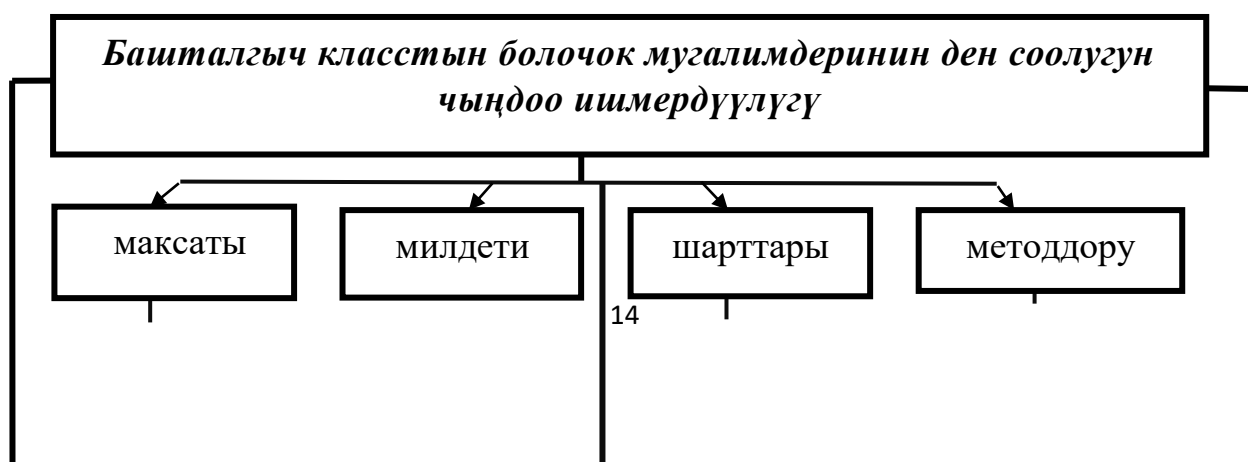 Башталгыч класстын болочок мугалимдеринин ден соолугун
чыңдоо ишмердүүлүгү
максаты
милдети
шарттары
методдору
14